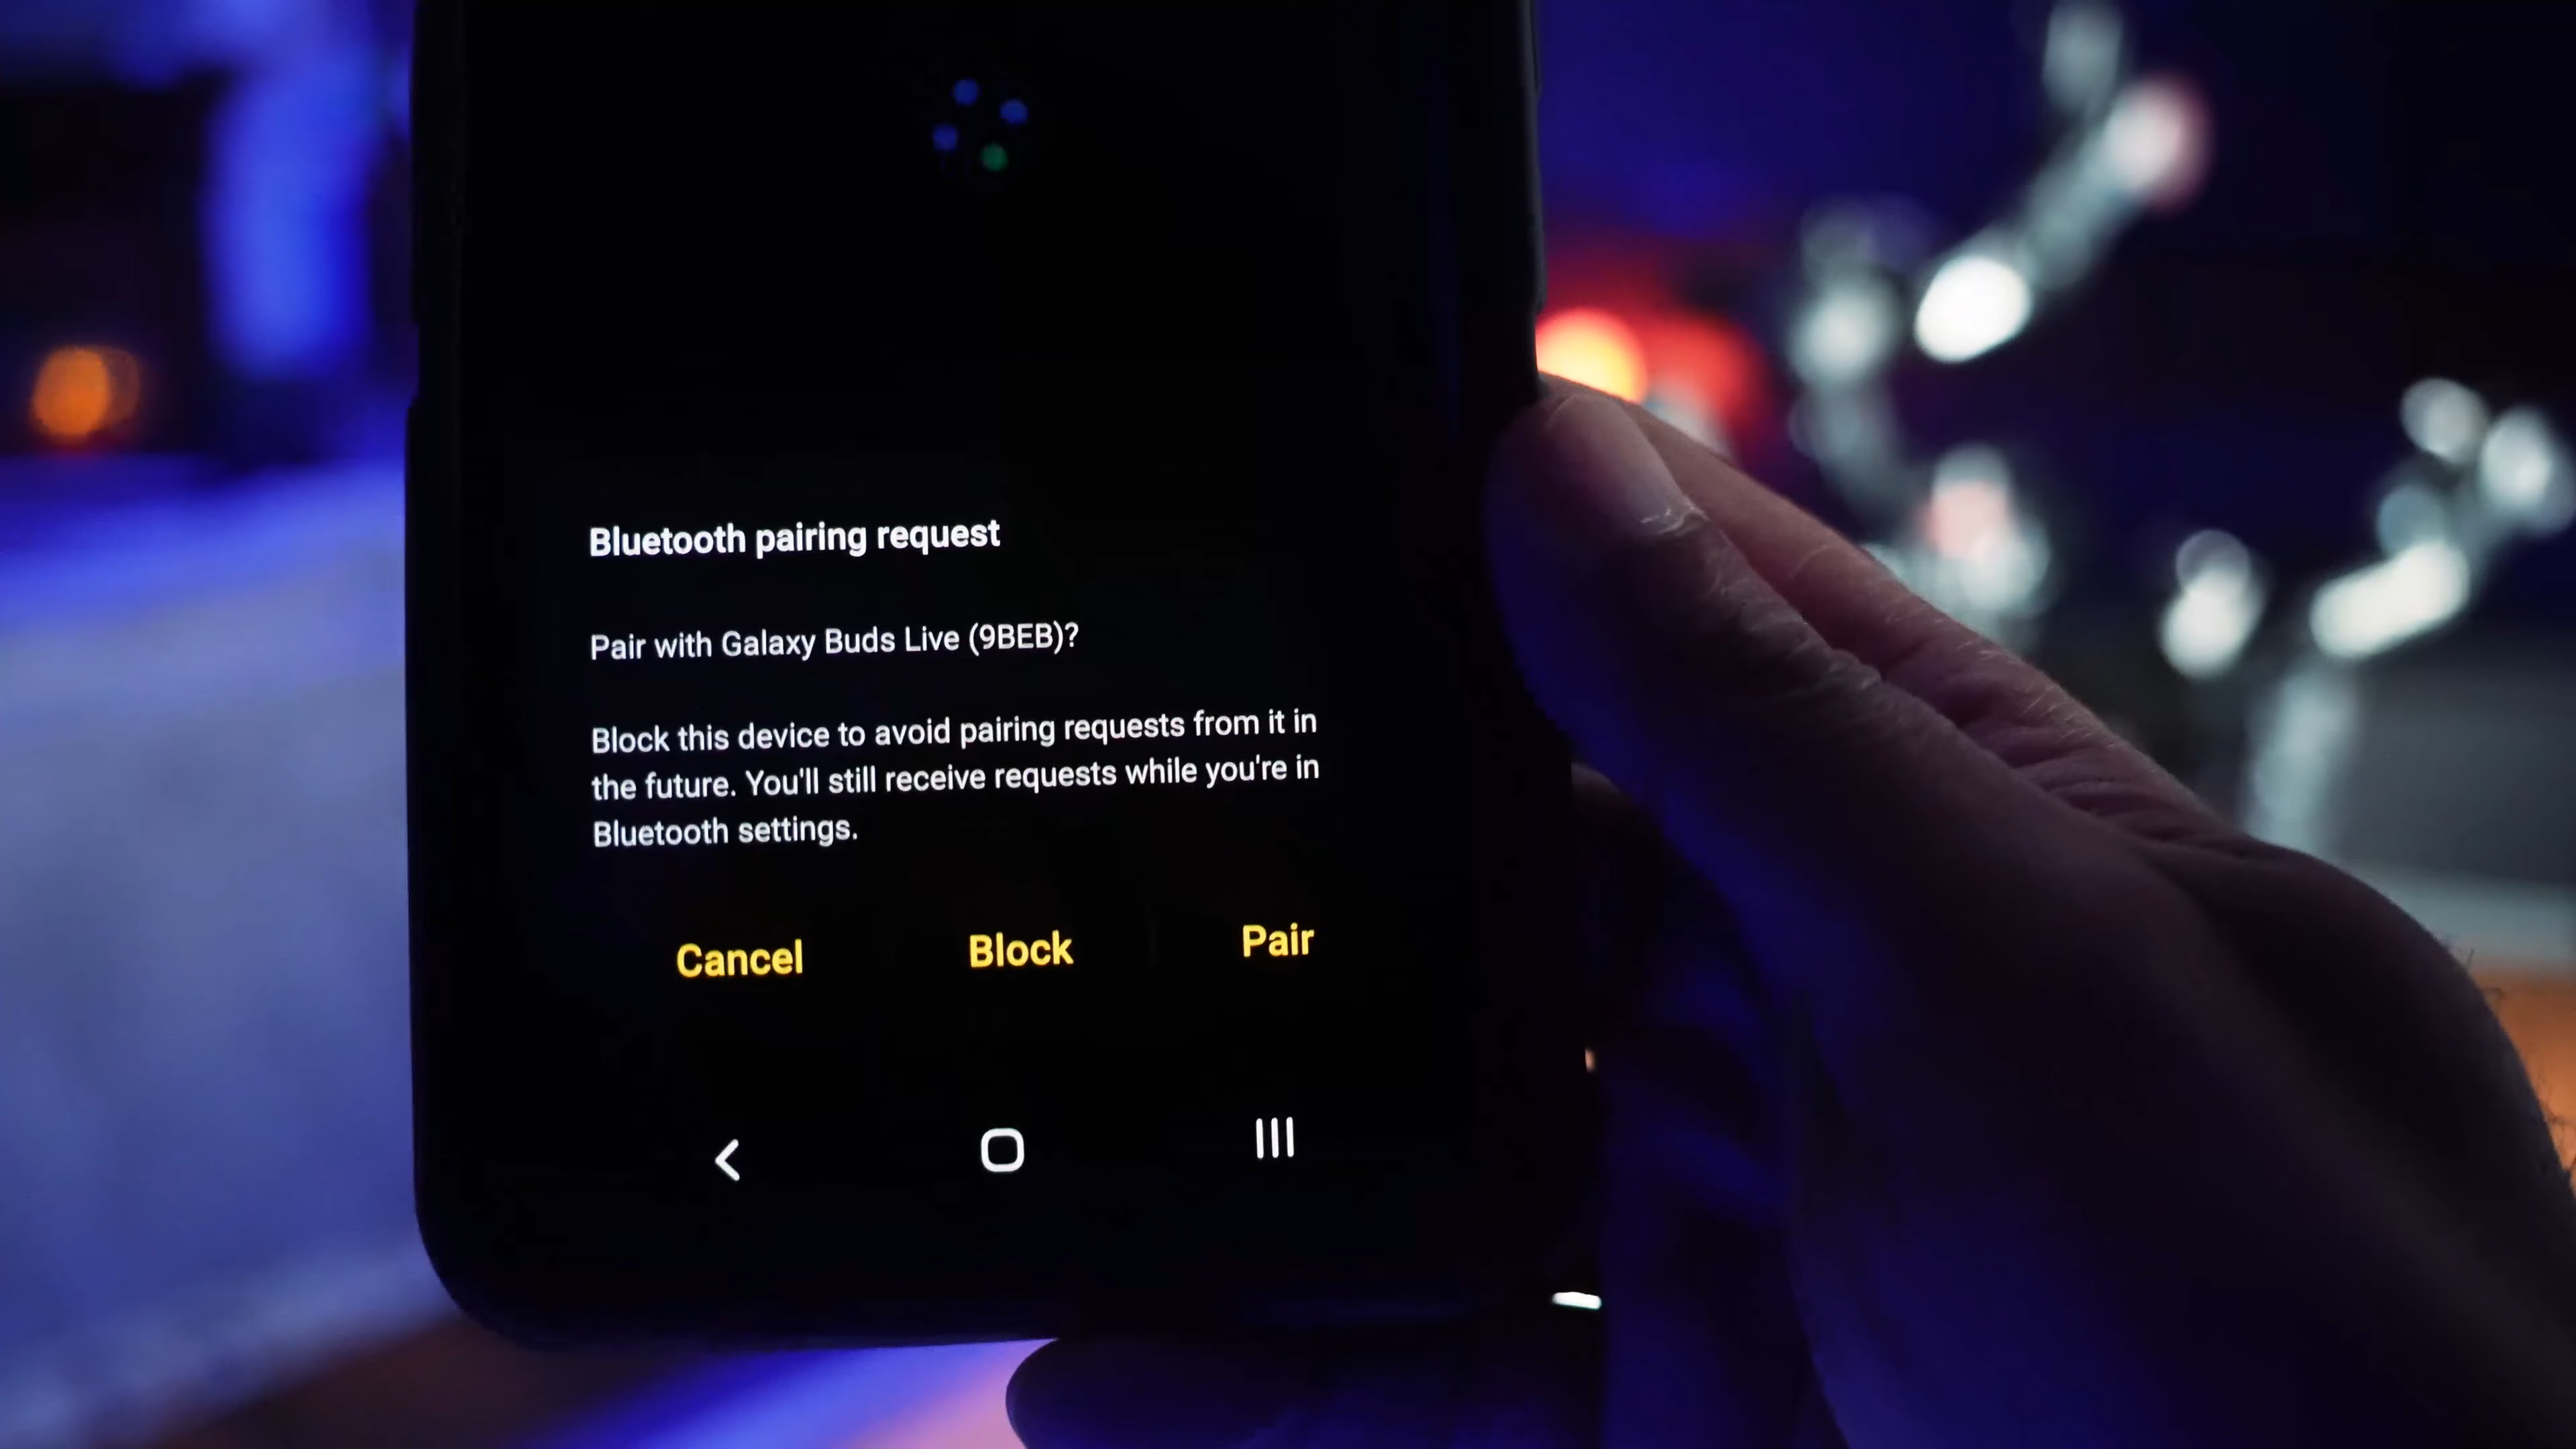 Bluetooth pairing request
Pair with Galaxy Buds Live (9BEB)?
Block this device to avoid pairing requests from it in
the future. You'll still receive requests while you're in
Bluetooth settings.
Cancel Block Pair